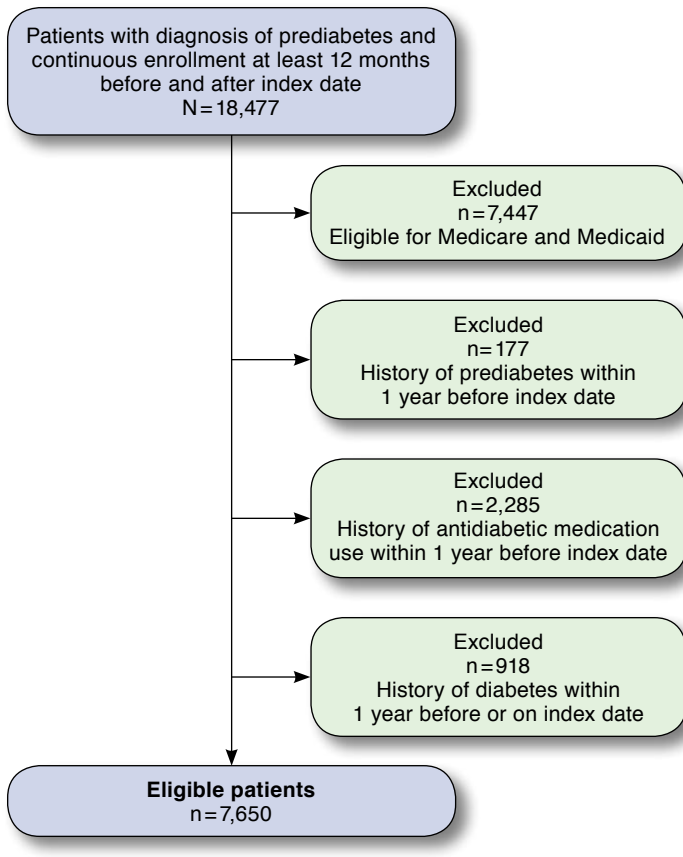 Patients with diagnosis of prediabetes and
continuous enrollment at least 12 months
before and after index date
N=18,477
Excluded
n=7,447
Eligible for Medicare and Medicaid
Excluded
n=177
History of prediabetes within
1 year before index date
Excluded
n=2,285
History of antidiabetic medication
use within 1 year before index date
Excluded
n=918
History of diabetes within
1 year before or on index date
Eligible patients
n=7,650